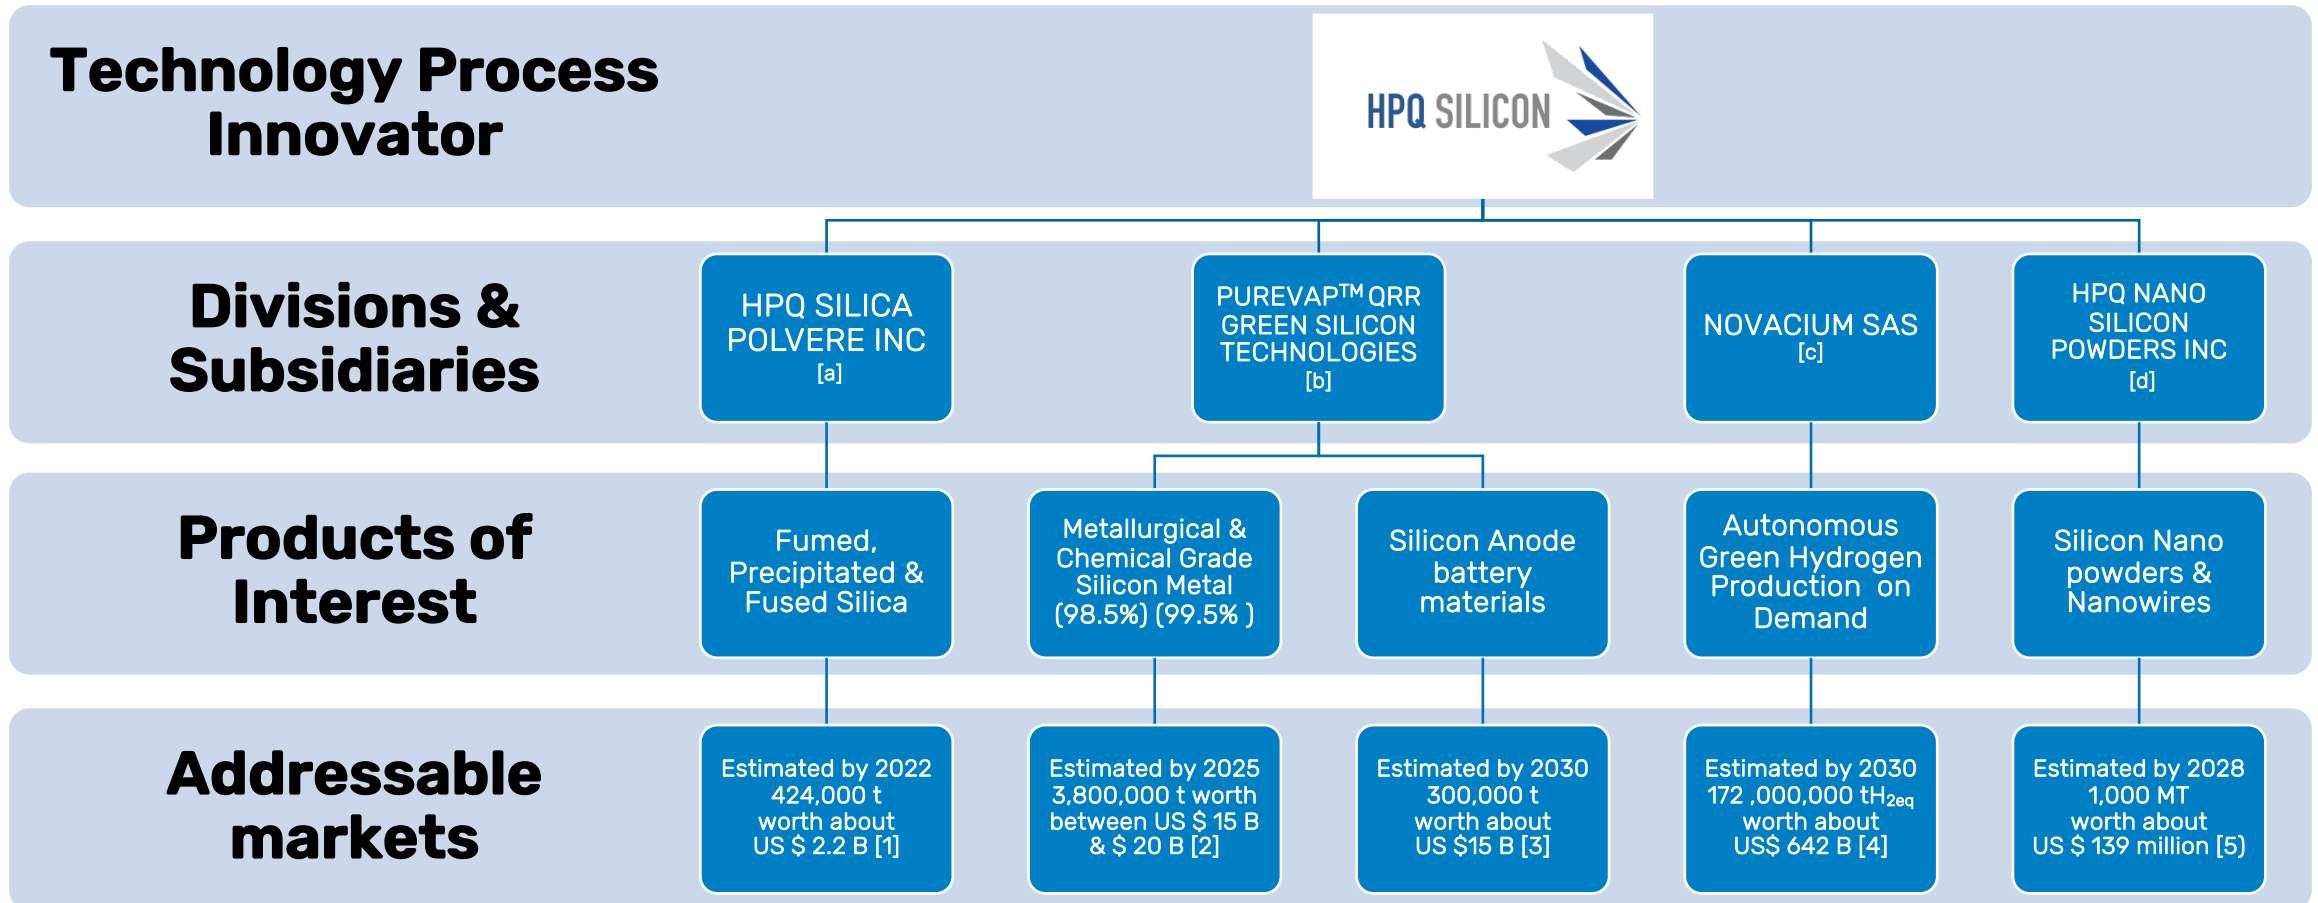 Technology Process
Innovator
HPQ SILICON
Divisions &
Subsidiaries
HPQ SILICA
POLVERE INC
[a]
PUREVAP™ QRR
GREEN SILICON
TECHNOLOGIES
[b]
NOVACIUM SAS
[c]
HPQ NANO
SILICON
POWDERS INC
[d]
Products of
Interest
Fumed,
Precipitated &
Fused Silica
Metallurgical &
Chemical Grade
Silicon Metal
(98.5%) (99.5% )
Silicon Anode
battery
materials
Autonomous
Green Hydrogen
Production on
Demand
Silicon Nano
powders &
Nanowires
Addressable
markets
Estimated by 2022
424,000 t
worth about
US $ 2.2 B [1]
Estimated by 2025
3,800,000 t worth
between US $ 15 B
& $ 20 B [2]
Estimated by 2030
300,000 t
worth about
US $15 B [3]
Estimated by 2030
172 ,000,000 tH₂eq
worth about
US$ 642 B [4]
Estimated by 2028
1,000 MT
worth about
US $ 139 million [5)